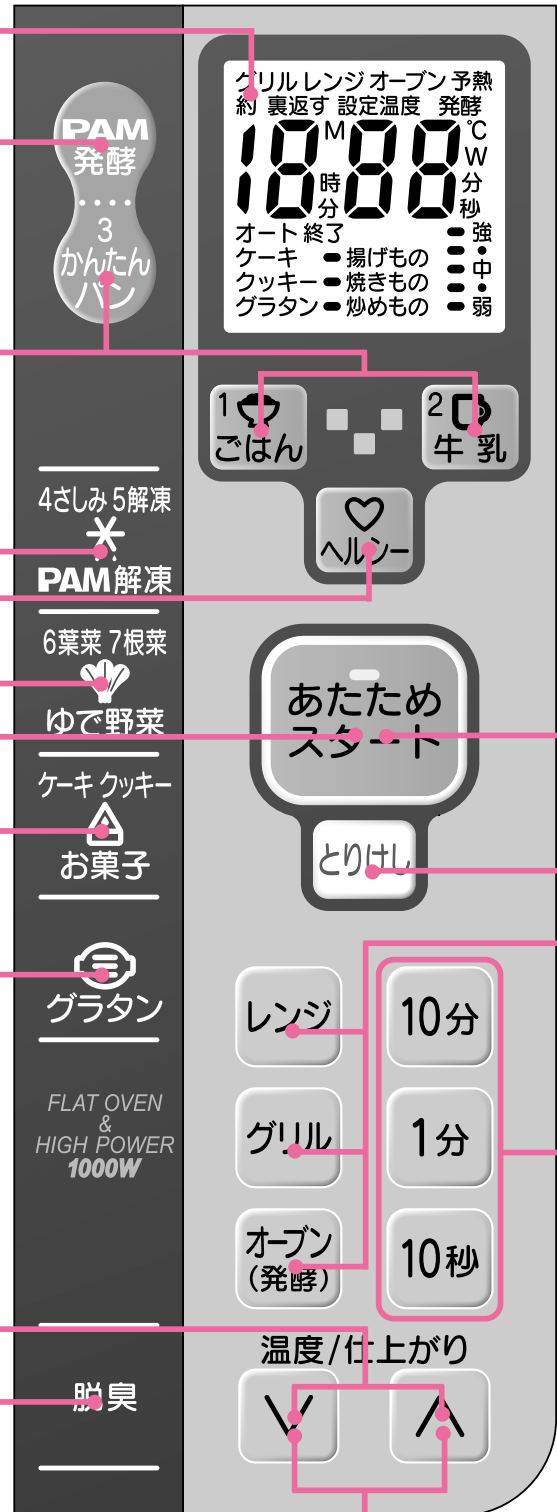 PAM
発酵
3
かんたん
パン
4さしみ 5解凍
PAM解凍
6葉菜 7根菜
ゆで野菜
ケーキ クッキー
お菓子
グラタン
FLAT OVEN
&
HIGH POWER
1000W
脱臭
グリル レンジ オーブン 予熱
約 裏返す 設定温度 発酵
18 M 88 ℃
W
時 分
分 秒
オート 終了 強
ケーキ 揚げもの
クッキー 焼きもの 中
グラタン 炒めもの 弱
1
ごはん
2
牛乳
ヘルシー
あたため
スタート
とりけし
レンジ
10分
グリル
1分
オーブン
(発酵)
10秒
温度/仕上がり